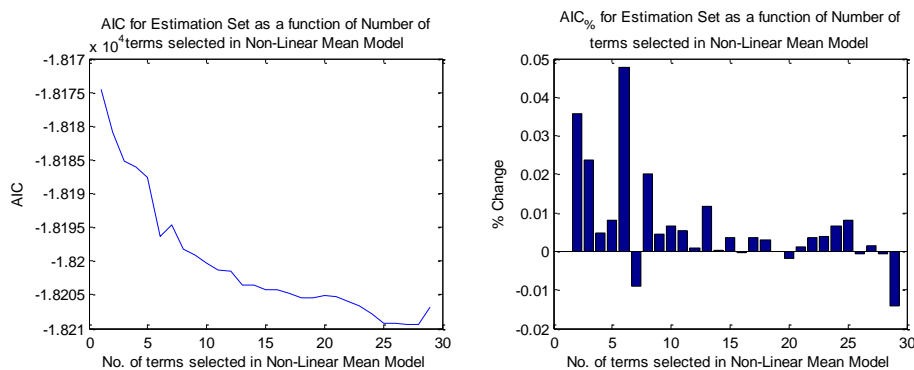 AIC for Estimation Set as a function of Number of
x 10^4 terms selected in Non-Linear Mean Model
-1.817
-1.8175
-1.818
-1.8185
-1.819
-1.8195
-1.82
-1.8205
-1.821
AIC
0 5 10 15 20 25 30
No. of terms selected in Non-Linear Mean Model
AIC% for Estimation Set as a function of Number of
terms selected in Non-Linear Mean Model
0.05
0.04
0.03
0.02
0.01
0
-0.01
-0.02
% Change
0 5 10 15 20 25 30
No. of terms selected in Non-Linear Mean Model